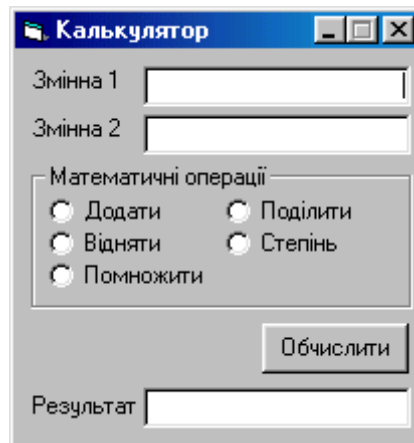 Калькулятор
Змінна 1
Змінна 2
Математичні операції
Додати Поділити
Відняти Степінь
Помножити
Обчислити
Результат